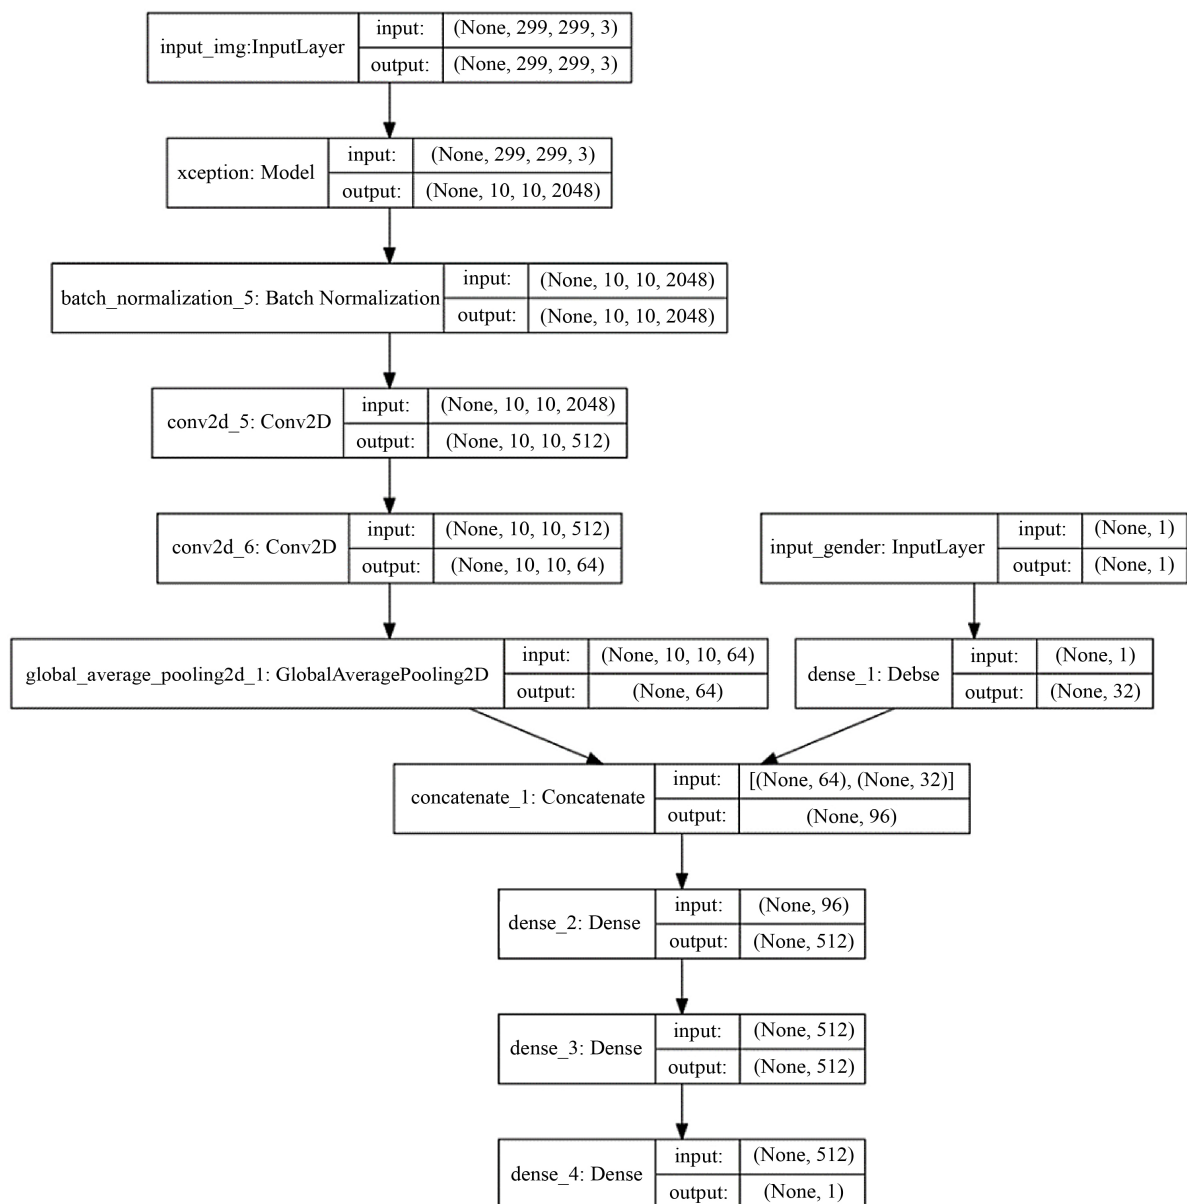 input_img:InputLayer
input: (None, 299, 299, 3)
output: (None, 299, 299, 3)
xception: Model
input: (None, 299, 299, 3)
output: (None, 10, 10, 2048)
batch_normalization_5: Batch Normalization
input: (None, 10, 10, 2048)
output: (None, 10, 10, 2048)
conv2d_5: Conv2D
input: (None, 10, 10, 2048)
output: (None, 10, 10, 512)
conv2d_6: Conv2D
input: (None, 10, 10, 512)
output: (None, 10, 10, 64)
input_gender: InputLayer
input: (None, 1)
output: (None, 1)
global_average_pooling2d_1: GlobalAveragePooling2D
input: (None, 10, 10, 64)
output: (None, 64)
dense_1: Debse
input: (None, 1)
output: (None, 32)
concatenate_1: Concatenate
input: [(None, 64), (None, 32)]
output: (None, 96)
dense_2: Dense
input: (None, 96)
output: (None, 512)
dense_3: Dense
input: (None, 512)
output: (None, 512)
dense_4: Dense
input: (None, 512)
output: (None, 1)